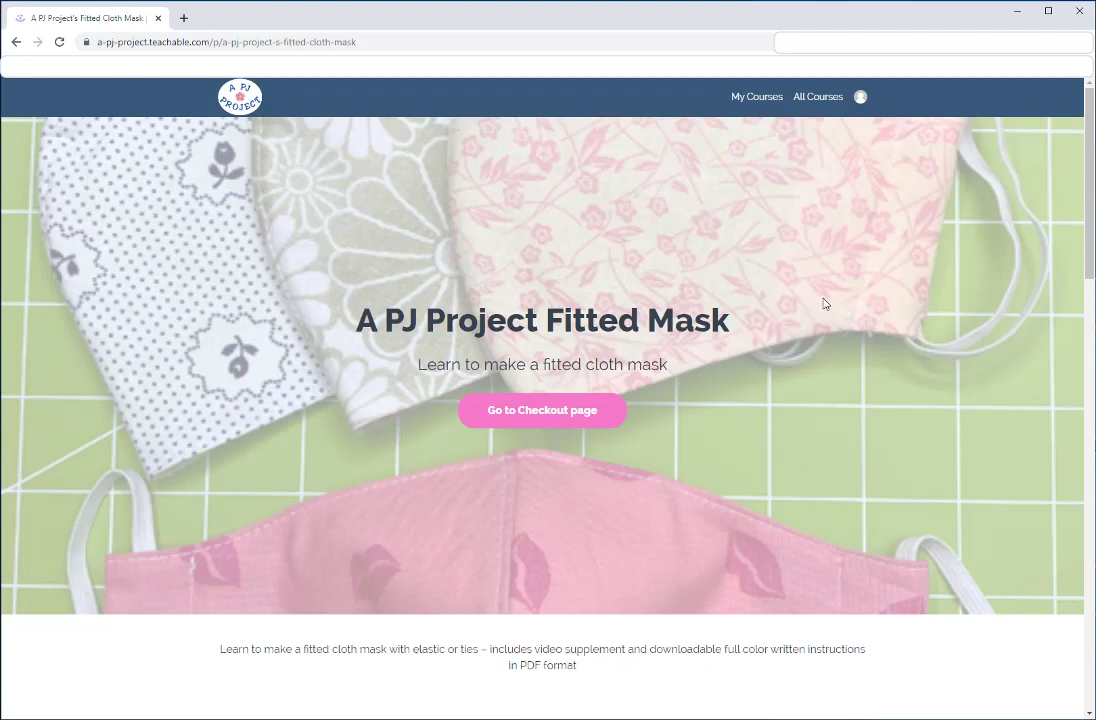 A PJ Project's Fitted Cloth Mask |
a-pj-project.teachable.com/p/a-pj-project-s-fitted-cloth-mask
A PJ
PROJECT
My Courses
All Courses
A PJ Project Fitted Mask
Learn to make a fitted cloth mask
Go to Checkout page
Learn to make a fitted cloth mask with elastic or ties – includes video supplement and downloadable full color written instructions
in PDF format